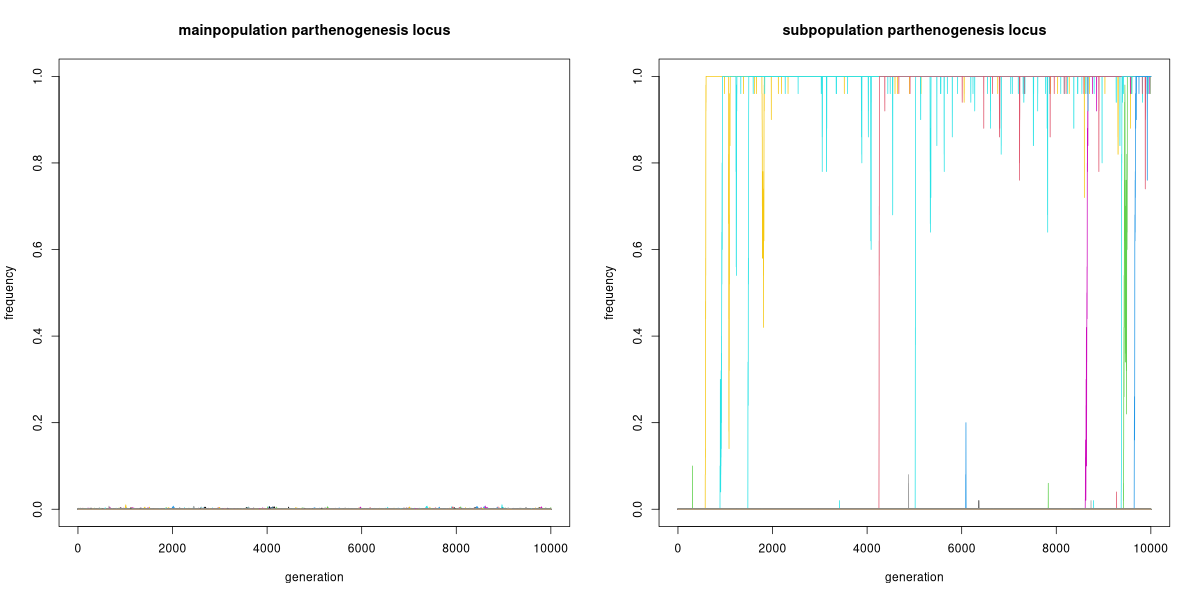 mainpopulation parthenogenesis locus
frequency
1.0
0.8
0.6
0.4
0.2
0.0
0 2000 4000 6000 8000 10000
generation
subpopulation parthenogenesis locus
frequency
1.0
0.8
0.6
0.4
0.2
0.0
0 2000 4000 6000 8000 10000
generation